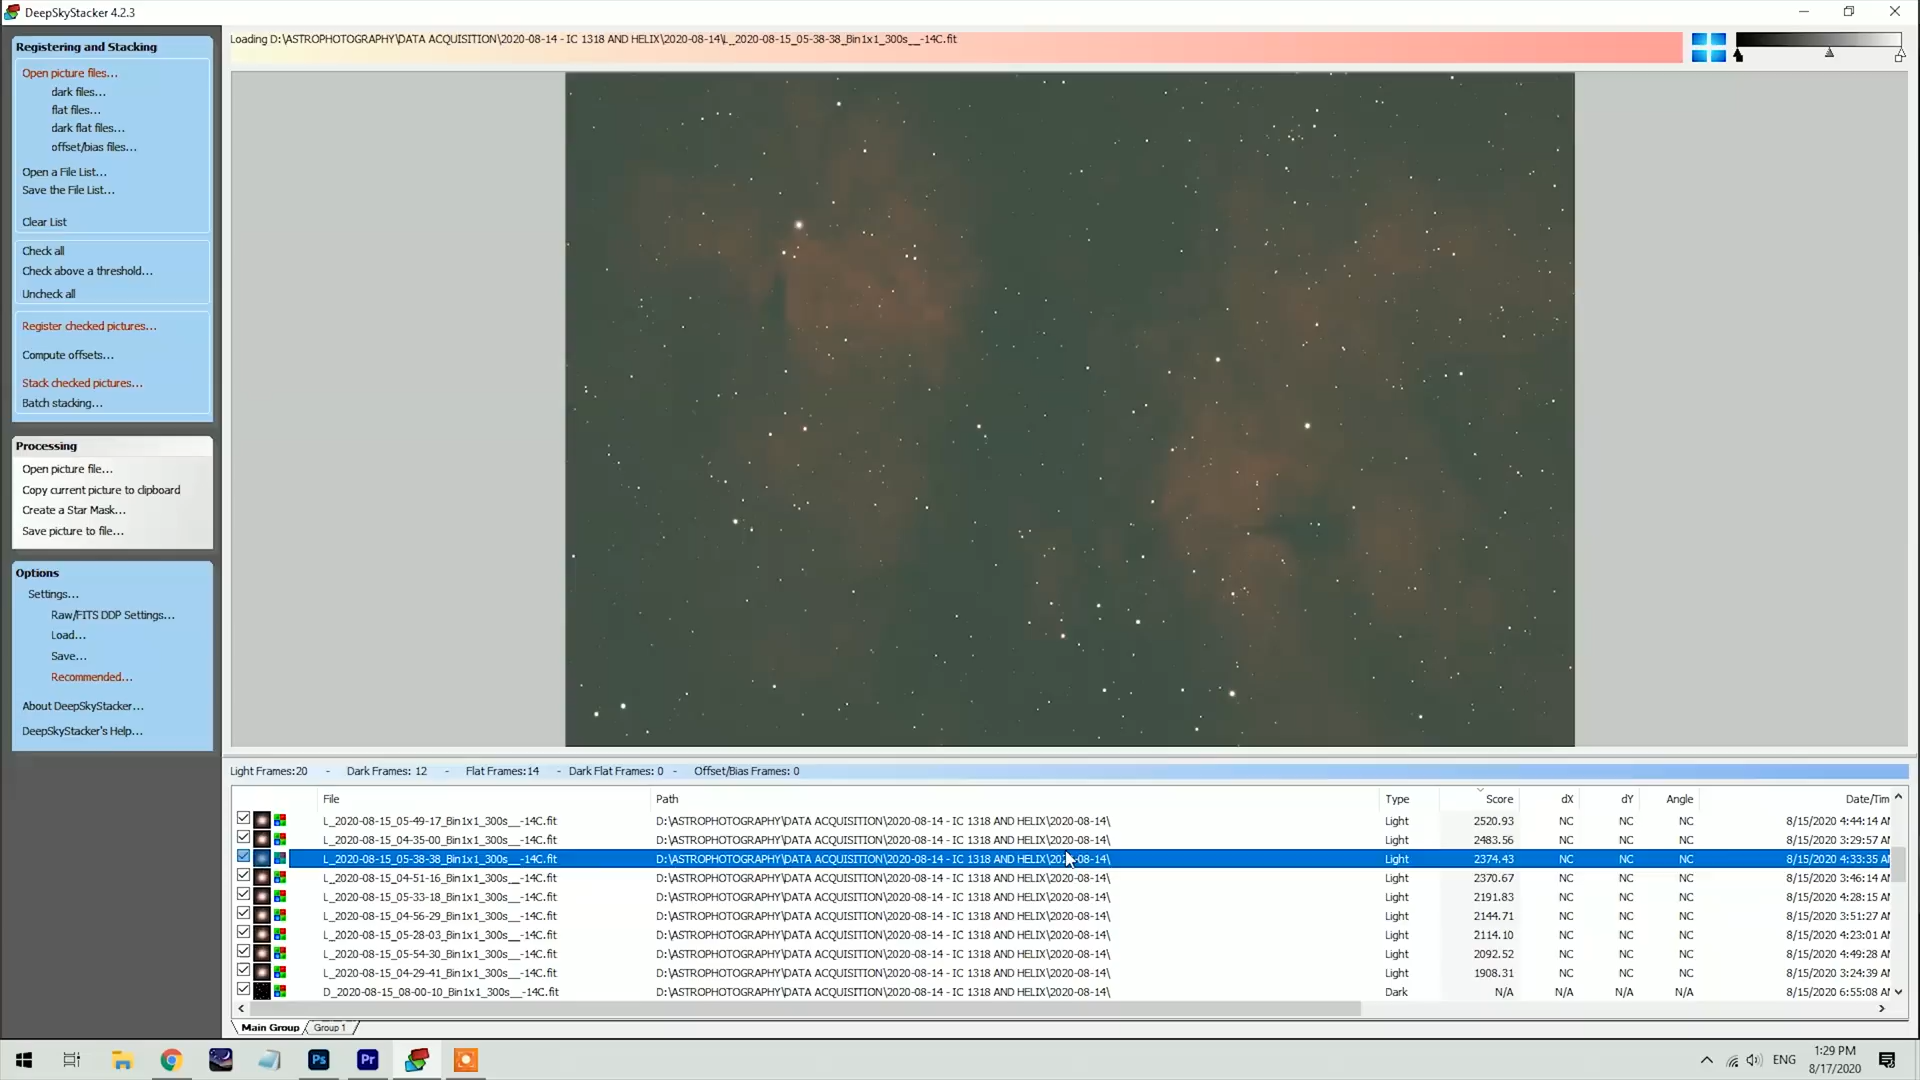 DeepSkyStacker 4.2.3
Registering and Stacking
Open picture files...
dark files...
flat files...
dark flat files...
offset/bias files...
Open a File List...
Save the File List...
Clear List
Check all
Check above a threshold...
Uncheck all
Register checked pictures...
Compute offsets...
Stack checked pictures...
Batch stacking...
Processing
Open picture file...
Copy current picture to clipboard
Create a Star Mask...
Save picture to file...
Options
Settings...
Raw/FITS DDP Settings...
Load...
Save...
Recommended...
About DeepSkyStacker...
DeepSkyStacker's Help...
Loading D:\ASTROPHOTOGRAPHY\DATA ACQUISITION\2020-08-14 - IC 1318 AND HELIX\2020-08-14\L_2020-08-15_05-38-38_Bin1x1_300s__-14C.fit
Light Frames:20 - Dark Frames: 12 - Flat Frames:14 - Dark Flat Frames: 0 - Offset/Bias Frames: 0
File Path Type Score dX dY Angle Date/Tim
L_2020-08-15_05-49-17_Bin1x1_300s__-14C.fit D:\ASTROPHOTOGRAPHY\DATA ACQUISITION\2020-08-14 - IC 1318 AND HELIX\2020-08-14\ Light 2520.93 NC NC NC 8/15/2020 4:44:14 AM
L_2020-08-15_04-35-00_Bin1x1_300s__-14C.fit D:\ASTROPHOTOGRAPHY\DATA ACQUISITION\2020-08-14 - IC 1318 AND HELIX\2020-08-14\ Light 2483.56 NC NC NC 8/15/2020 3:29:57 AM
L_2020-08-15_05-38-38_Bin1x1_300s__-14C.fit D:\ASTROPHOTOGRAPHY\DATA ACQUISITION\2020-08-14 - IC 1318 AND HELIX\2020-08-14\ Light 2374.43 NC NC NC 8/15/2020 4:33:35 AM
L_2020-08-15_04-51-16_Bin1x1_300s__-14C.fit D:\ASTROPHOTOGRAPHY\DATA ACQUISITION\2020-08-14 - IC 1318 AND HELIX\2020-08-14\ Light 2370.67 NC NC NC 8/15/2020 3:46:14 AM
L_2020-08-15_05-33-18_Bin1x1_300s__-14C.fit D:\ASTROPHOTOGRAPHY\DATA ACQUISITION\2020-08-14 - IC 1318 AND HELIX\2020-08-14\ Light 2191.83 NC NC NC 8/15/2020 4:28:15 AM
L_2020-08-15_04-56-29_Bin1x1_300s__-14C.fit D:\ASTROPHOTOGRAPHY\DATA ACQUISITION\2020-08-14 - IC 1318 AND HELIX\2020-08-14\ Light 2144.71 NC NC NC 8/15/2020 3:51:27 AM
L_2020-08-15_05-28-03_Bin1x1_300s__-14C.fit D:\ASTROPHOTOGRAPHY\DATA ACQUISITION\2020-08-14 - IC 1318 AND HELIX\2020-08-14\ Light 2114.10 NC NC NC 8/15/2020 4:23:01 AM
L_2020-08-15_05-54-30_Bin1x1_300s__-14C.fit D:\ASTROPHOTOGRAPHY\DATA ACQUISITION\2020-08-14 - IC 1318 AND HELIX\2020-08-14\ Light 2092.52 NC NC NC 8/15/2020 4:49:28 AM
L_2020-08-15_04-29-41_Bin1x1_300s__-14C.fit D:\ASTROPHOTOGRAPHY\DATA ACQUISITION\2020-08-14 - IC 1318 AND HELIX\2020-08-14\ Light 1908.31 NC NC NC 8/15/2020 3:24:39 AM
D_2020-08-15_08-00-10_Bin1x1_300s__-14C.fit D:\ASTROPHOTOGRAPHY\DATA ACQUISITION\2020-08-14 - IC 1318 AND HELIX\2020-08-14\ Dark N/A N/A N/A N/A 8/15/2020 6:55:08 AM
Main Group Group 1
Ps Pr ENG 1:29 PM
8/17/2020